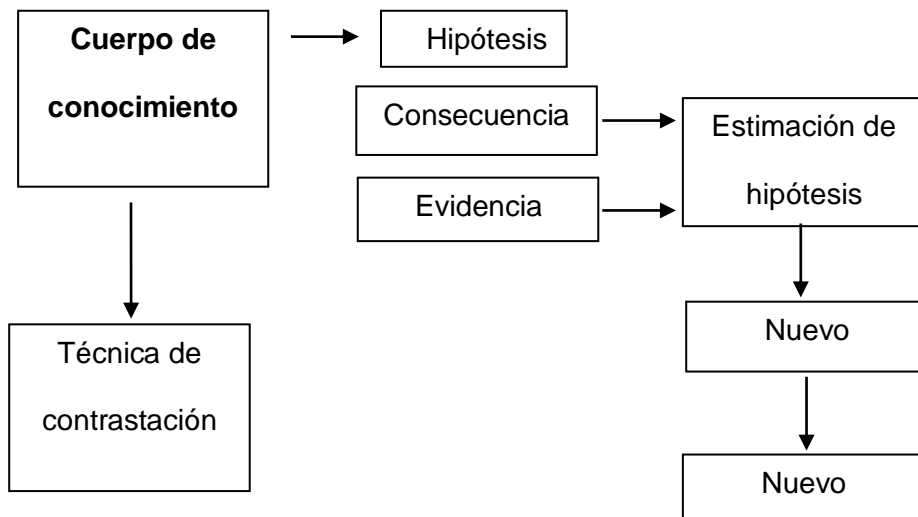 Cuerpo de
conocimiento
Hipótesis
Consecuencia
Evidencia
Estimación de
hipótesis
Técnica de
contrastación
Nuevo
Nuevo